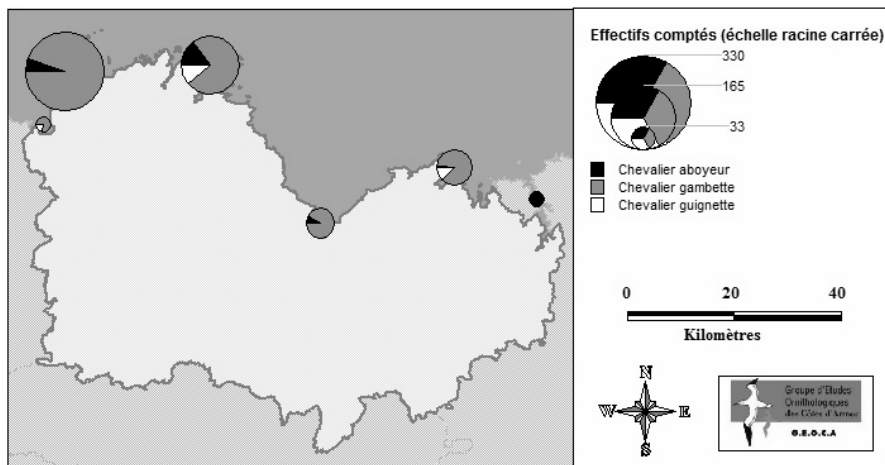 Effectifs comptés (échelle racine carrée)
330
165
33
Chevalier aboyeur
Chevalier gambette
Chevalier guignette
0 20 40
Kilomètres
N
W E
S
Groupe d'Etudes
Ornithologiques
des Côtes d'Armor
G.E.O.C.A